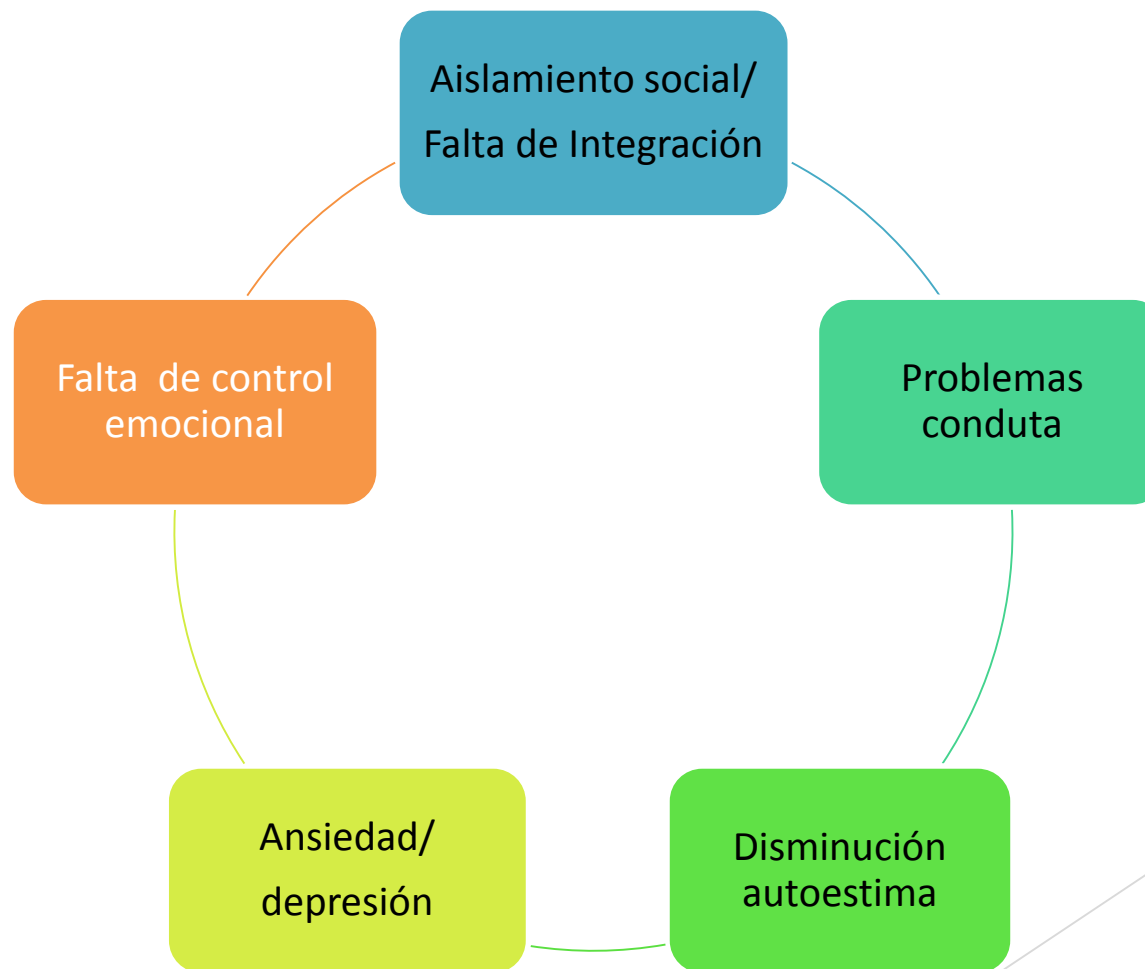 Aislamiento social/
Falta de Integración
Problemas
conduta
Disminución
autoestima
Ansiedad/
depresión
Falta de control
emocional